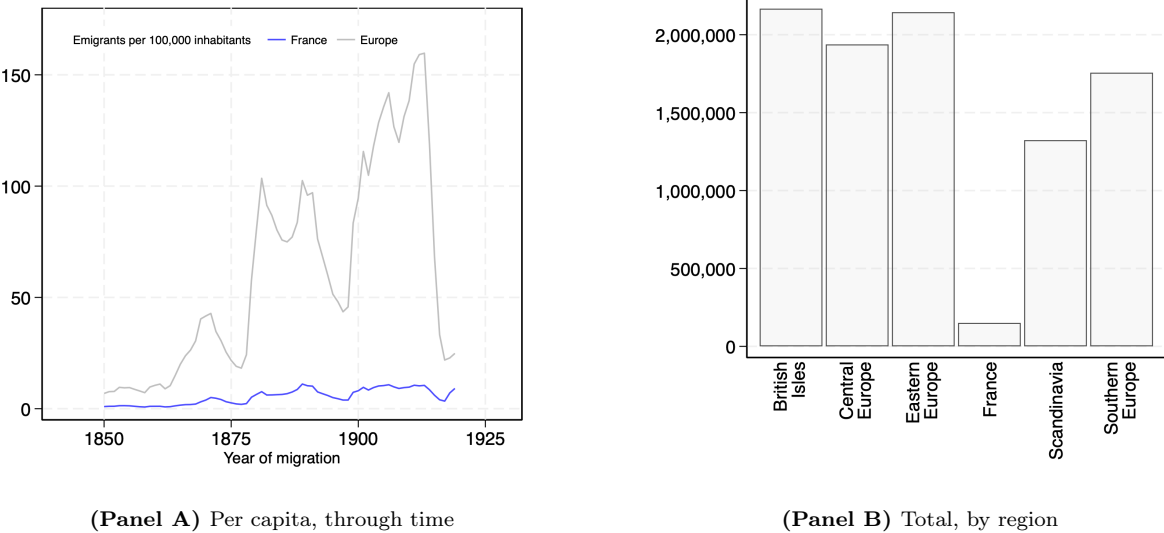 Emigrants per 100,000 inhabitants France Europe
150
100
50
0
1850 1875 1900 1925
Year of migration
(Panel A) Per capita, through time
2,000,000
1,500,000
1,000,000
500,000
0
British
Isles
Central
Europe
Eastern
Europe
France
Scandinavia
Southern
Europe
(Panel B) Total, by region